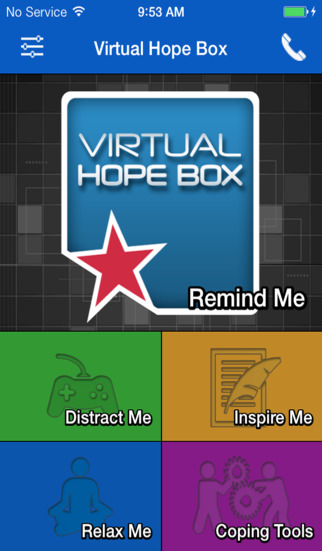 No Service 9:53 AM
Virtual Hope Box
VIRTUAL
HOPE BOX
Remind Me
Distract Me Inspire Me
Relax Me Coping Tools